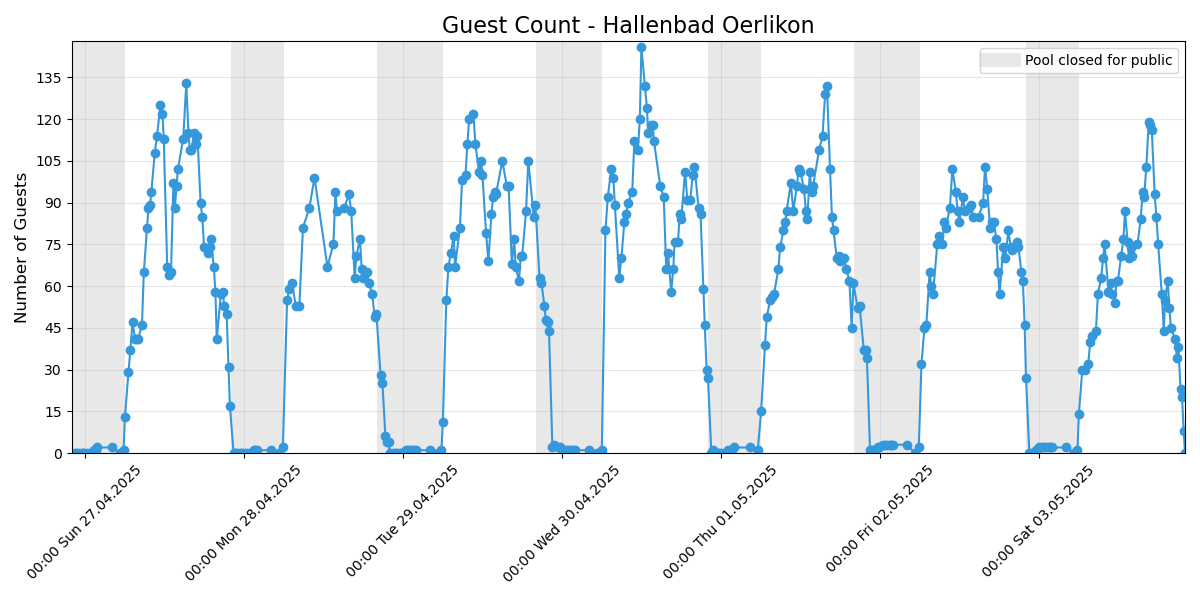 Guest Count - Hallenbad Oerlikon
Pool closed for public
Number of Guests
135
120
105
90
75
60
45
30
15
0
00:00 Sun 27.04.2025
00:00 Mon 28.04.2025
00:00 Tue 29.04.2025
00:00 Wed 30.04.2025
00:00 Thu 01.05.2025
00:00 Fri 02.05.2025
00:00 Sat 03.05.2025